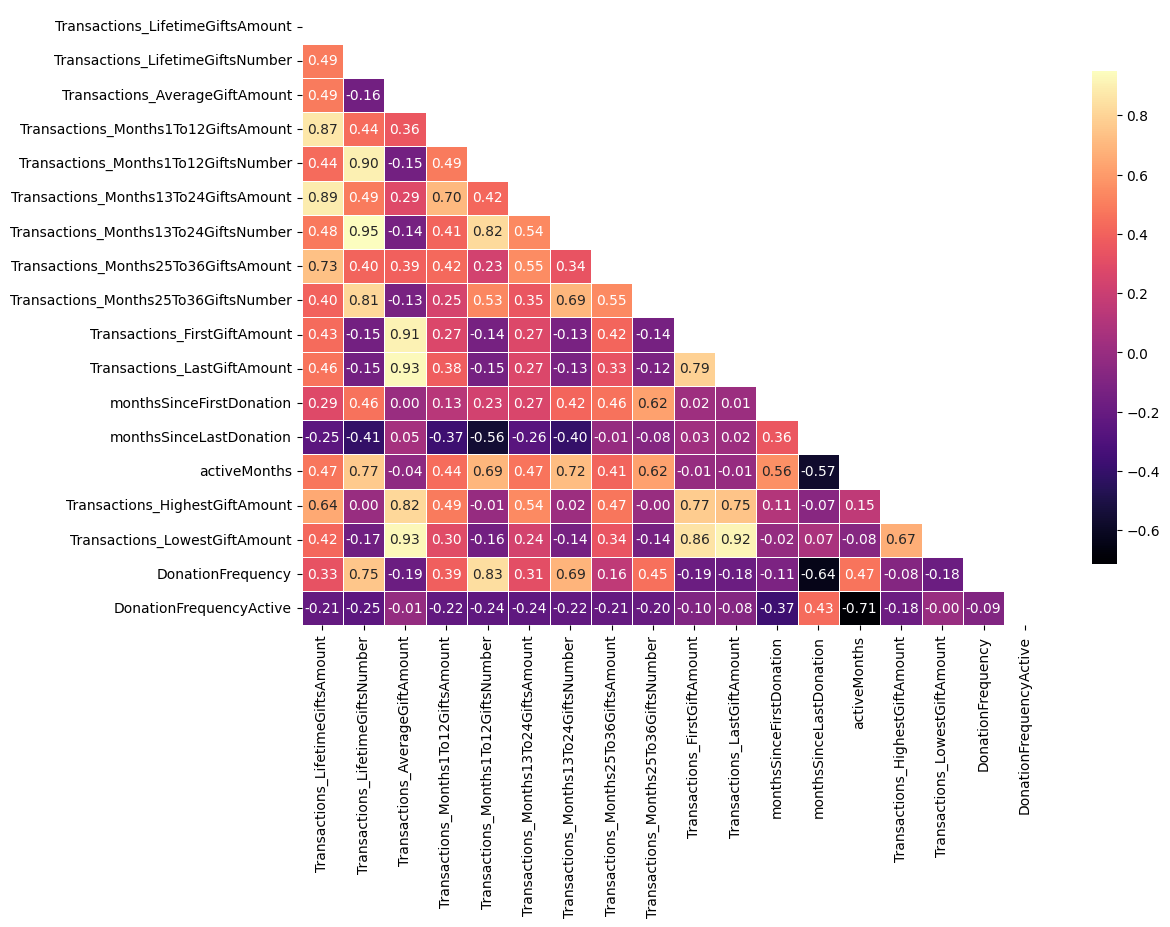 Transactions_LifetimeGiftsAmount
Transactions_LifetimeGiftsNumber 0.49
Transactions_AverageGiftAmount 0.49 -0.16
Transactions_Months1To12GiftsAmount 0.87 0.44 0.36
Transactions_Months1To12GiftsNumber 0.44 0.90 -0.15 0.49
Transactions_Months13To24GiftsAmount 0.89 0.49 0.29 0.70 0.42
Transactions_Months13To24GiftsNumber 0.48 0.95 -0.14 0.41 0.82 0.54
Transactions_Months25To36GiftsAmount 0.73 0.40 0.39 0.42 0.23 0.55 0.34
Transactions_Months25To36GiftsNumber 0.40 0.81 -0.13 0.25 0.53 0.35 0.69 0.55
Transactions_FirstGiftAmount 0.43 -0.15 0.91 0.27 -0.14 0.27 -0.13 0.42 -0.14
Transactions_LastGiftAmount 0.46 -0.15 0.93 0.38 -0.15 0.27 -0.13 0.33 -0.12 0.79
monthsSinceFirstDonation 0.29 0.46 0.00 0.13 0.23 0.27 0.42 0.46 0.62 0.02 0.01
monthsSinceLastDonation -0.25 -0.41 0.05 -0.37 -0.56 -0.26 -0.40 -0.01 -0.08 0.03 0.02 0.36
activeMonths 0.47 0.77 -0.04 0.44 0.69 0.47 0.72 0.41 0.62 -0.01 -0.01 0.56 -0.57
Transactions_HighestGiftAmount 0.64 0.00 0.82 0.49 -0.01 0.54 0.02 0.47 -0.00 0.77 0.75 0.11 -0.07 0.15
Transactions_LowestGiftAmount 0.42 -0.17 0.93 0.30 -0.16 0.24 -0.14 0.34 -0.14 0.86 0.92 -0.02 0.07 -0.08 0.67
DonationFrequency 0.33 0.75 -0.19 0.39 0.83 0.31 0.69 0.16 0.45 -0.19 -0.18 -0.11 -0.64 0.47 -0.08 -0.18
DonationFrequencyActive -0.21 -0.25 -0.01 -0.22 -0.24 -0.24 -0.22 -0.21 -0.20 -0.10 -0.08 -0.37 0.43 -0.71 -0.18 -0.00 -0.09
Transactions_LifetimeGiftsAmount
Transactions_LifetimeGiftsNumber
Transactions_AverageGiftAmount
Transactions_Months1To12GiftsAmount
Transactions_Months1To12GiftsNumber
Transactions_Months13To24GiftsAmount
Transactions_Months13To24GiftsNumber
Transactions_Months25To36GiftsAmount
Transactions_Months25To36GiftsNumber
Transactions_FirstGiftAmount
Transactions_LastGiftAmount
monthsSinceFirstDonation
monthsSinceLastDonation
activeMonths
Transactions_HighestGiftAmount
Transactions_LowestGiftAmount
DonationFrequency
DonationFrequencyActive
0.8
0.6
0.4
0.2
0.0
−0.2
−0.4
−0.6